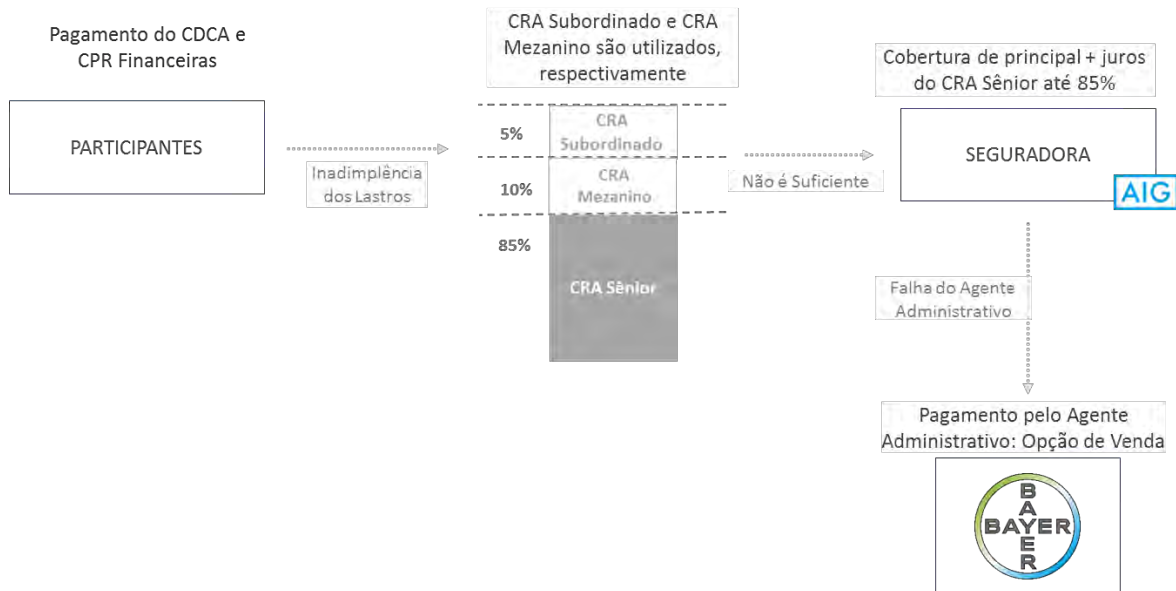 Pagamento do CDCA e
CPR Financeiras
PARTICIPANTES
Inadimplência
dos Lastros
CRA Subordinado e CRA
Mezanino são utilizados,
respectivamente
5%
CRA
Subordinado
10%
CRA
Mezanino
85%
CRA Sênior
Não é Suficiente
Cobertura de principal + juros
do CRA Sênior até 85%
SEGURADORA
AIG
Falha do Agente
Administrativo
Pagamento pelo Agente
Administrativo: Opção de Venda
BAYER
BAYER